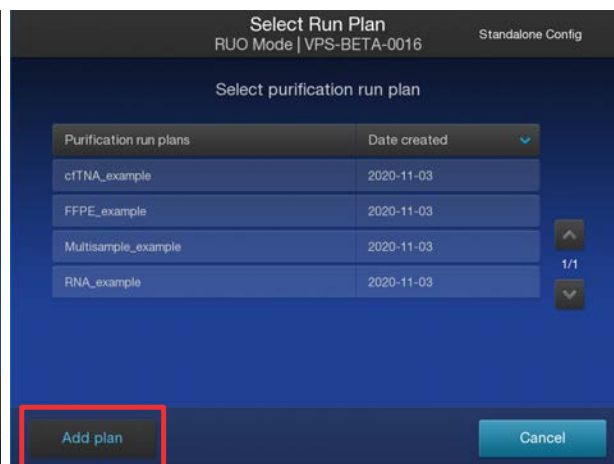 Select Run Plan
RUO Mode | VPS-BETA-0016
Standalone Config
Select purification run plan
Purification run plans Date created
cfTNA_example 2020-11-03
FFPE_example 2020-11-03
Multisample_example 2020-11-03
1/1
RNA_example 2020-11-03
Add plan Cancel